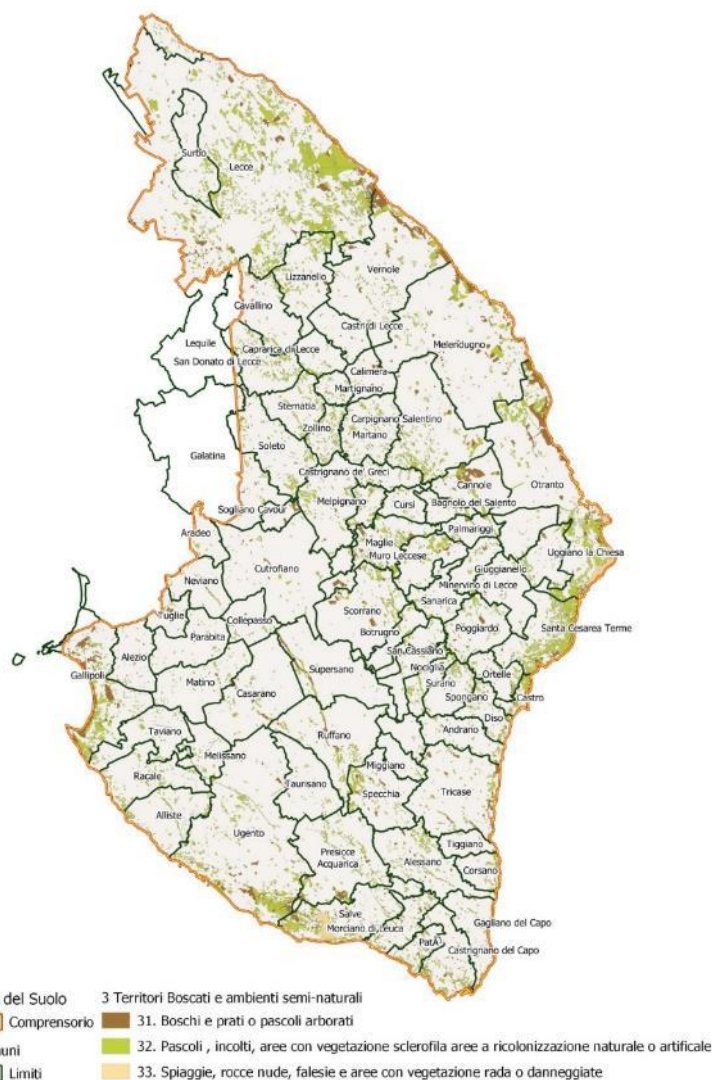 Surbo
Lecce
Lizzanello
Vernole
Cavallino
Castri di Lecce
Lequile
Caprarica di Lecce
Melendugno
San Donato di Lecce
Calimera
Martignano
Sternatia
Carpignano Salentino
Zollino
Martano
Soleto
Galatina
Castrignano de' Greci
Cannole
Otranto
Melpignano
Cursi
Bagnolo del Salento
Sogliano Cavour
Aradeo
Palmariggi
Maglie
Uggiano la Chiesa
Muro Leccese
Giuggianello
Cutrofiano
Neviano
Minervino di Lecce
Sanarica
Scorrano
Tuglie
Collepasso
Poggiardo
Santa Cesarea Terme
Parabita
Botrugno
Alezio
San Cassiano
Supersano
Nociglia
Gallipoli
Ortelle
Matino
Surano
Casarano
Spongano
Castro
Diso
Taviano
Ruffano
Andrano
Melissano
Miggiano
Racale
Taurisano
Specchia
Tricase
Alliste
Ugento
Tiggiano
Presicce
Acquarica
Alessano
Corsano
Salve
Gagliano del Capo
Morciano di Leuca
PatÃ
Castrignano del Capo
del Suolo
3 Territori Boscati e ambienti semi-naturali
Comprensorio
31. Boschi e prati o pascoli arborati
uni
32. Pascoli , incolti, aree con vegetazione sclerofila aree a ricolonizzazione naturale o artificale
Limiti
33. Spiaggie, rocce nude, falesie e aree con vegetazione rada o danneggiate